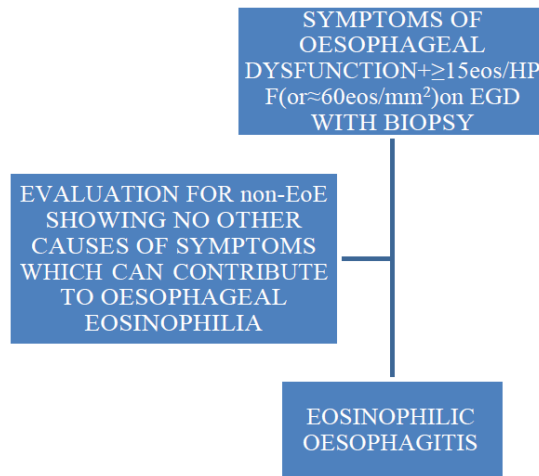 SYMPTOMS OF
OESOPHAGEAL
DYSFUNCTION+≥15eos/HP
F(or≈60eos/mm²)on EGD
WITH BIOPSY
EVALUATION FOR non-EoE
SHOWING NO OTHER
CAUSES OF SYMPTOMS
WHICH CAN CONTRIBUTE
TO OESOPHAGEAL
EOSINOPHILIA
EOSINOPHILIC
OESOPHAGITIS